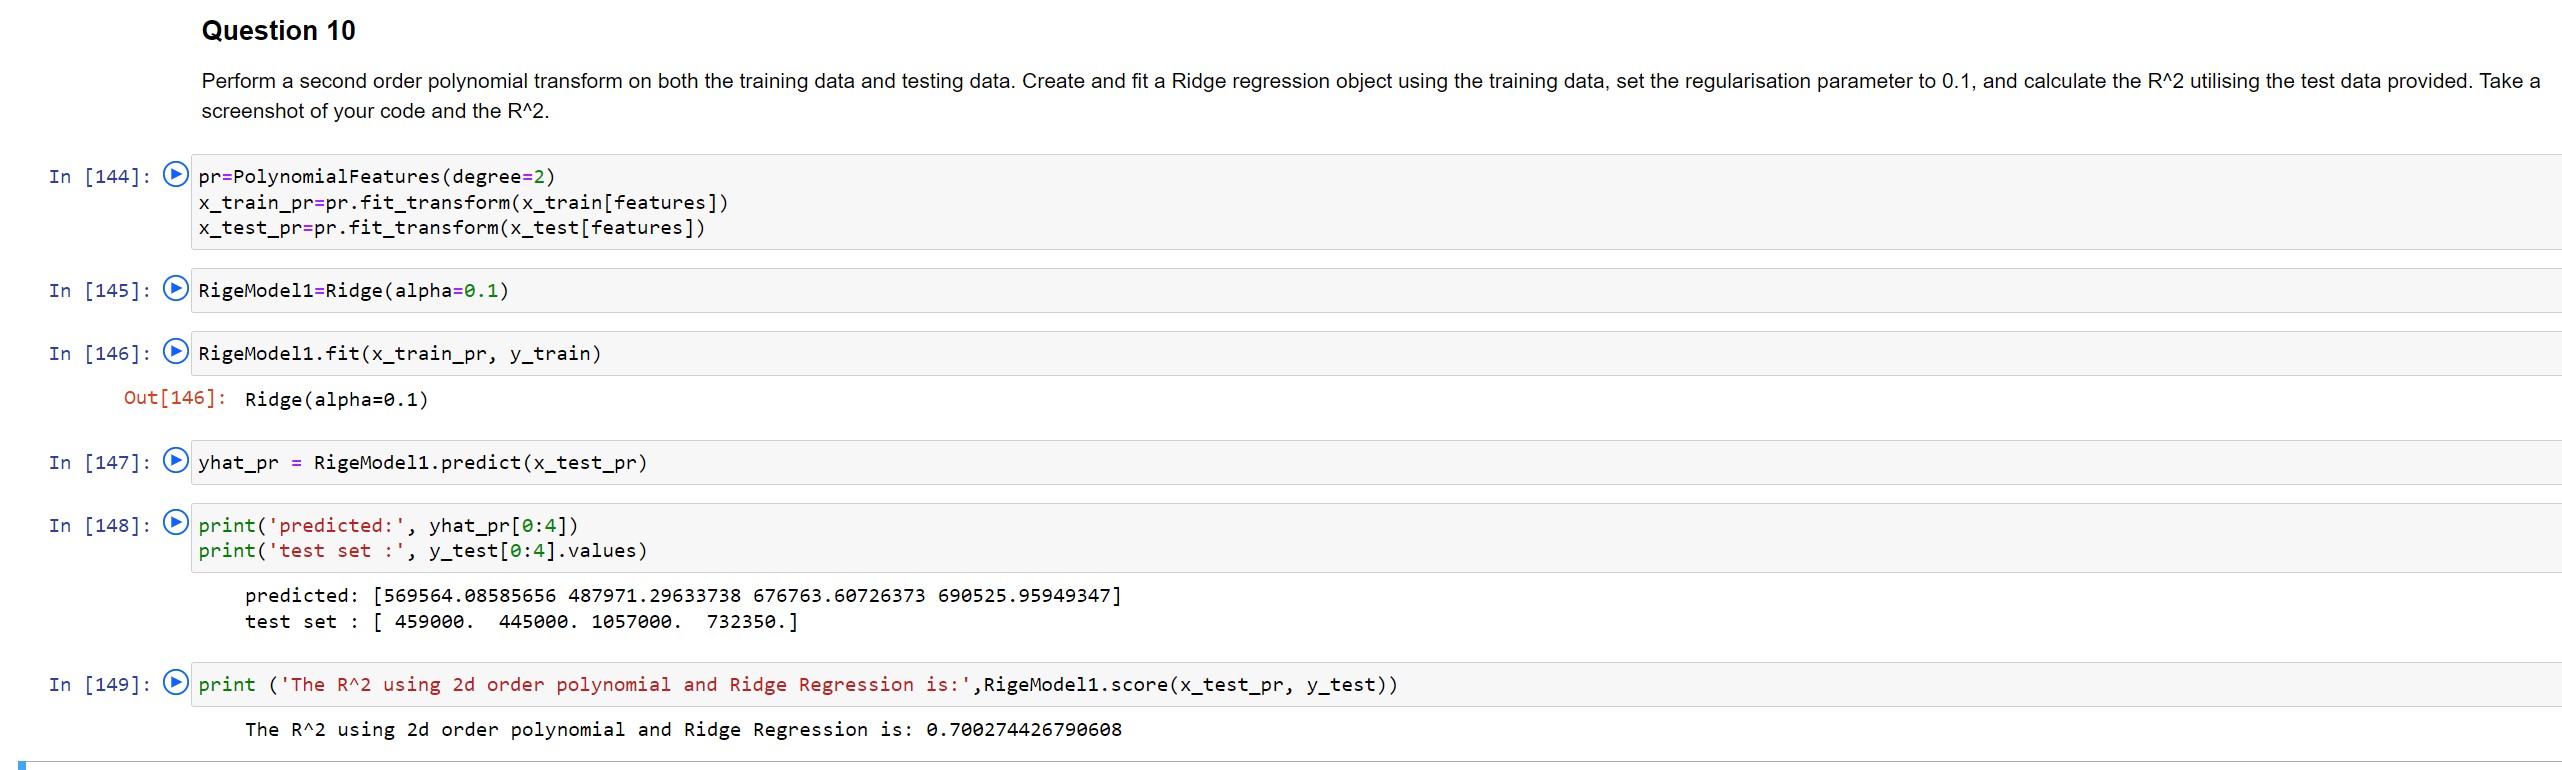 Question 10
Perform a second order polynomial transform on both the training data and testing data. Create and fit a Ridge regression object using the training data, set the regularisation parameter to 0.1, and calculate the R^2 utilising the test data provided. Take a
screenshot of your code and the R^2.
In [144]: pr=PolynomialFeatures(degree=2)
x_train_pr=pr.fit_transform(x_train[features])
x_test_pr=pr.fit_transform(x_test[features])
In [145]: RigeModel1=Ridge(alpha=0.1)
In [146]: RigeModel1.fit(x_train_pr, y_train)
Out[146]: Ridge(alpha=0.1)
In [147]: yhat_pr = RigeModel1.predict(x_test_pr)
In [148]: print('predicted:', yhat_pr[0:4])
print('test set :', y_test[0:4].values)
predicted: [569564.08585656 487971.29633738 676763.60726373 690525.95949347]
test set : [ 459000.  445000. 1057000.  732350.]
In [149]: print ('The R^2 using 2d order polynomial and Ridge Regression is:',RigeModel1.score(x_test_pr, y_test))
The R^2 using 2d order polynomial and Ridge Regression is: 0.700274426790608